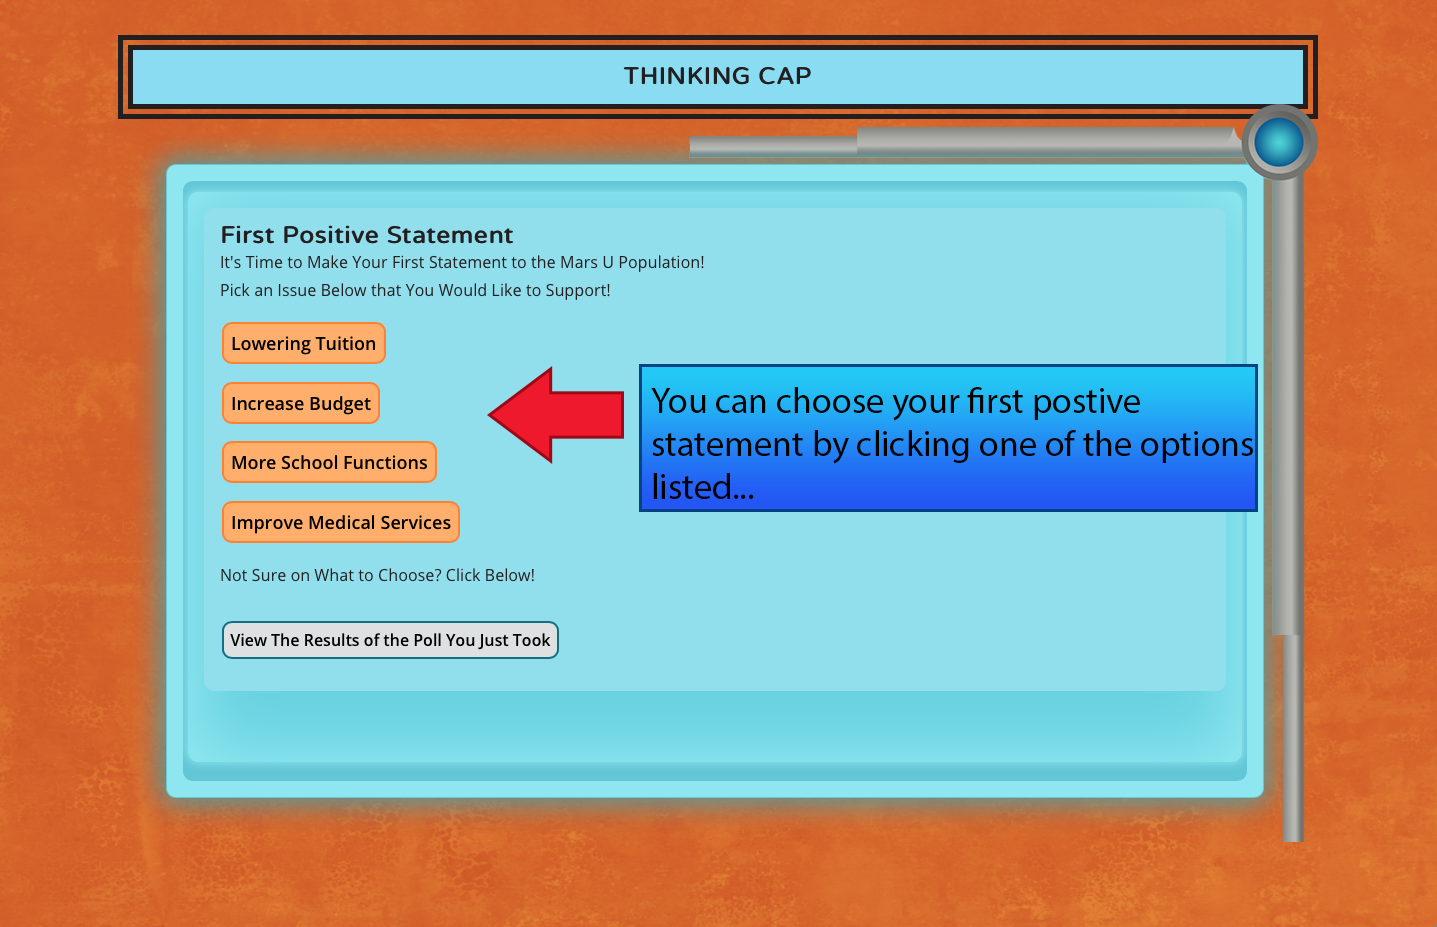 THINKING CAP
First Positive Statement
It's Time to Make Your First Statement to the Mars U Population!
Pick an Issue Below that You Would Like to Support!
Lowering Tuition
Increase Budget
More School Functions
Improve Medical Services
You can choose your first postive
statement by clicking one of the options
listed...
Not Sure on What to Choose? Click Below!
View The Results of the Poll You Just Took